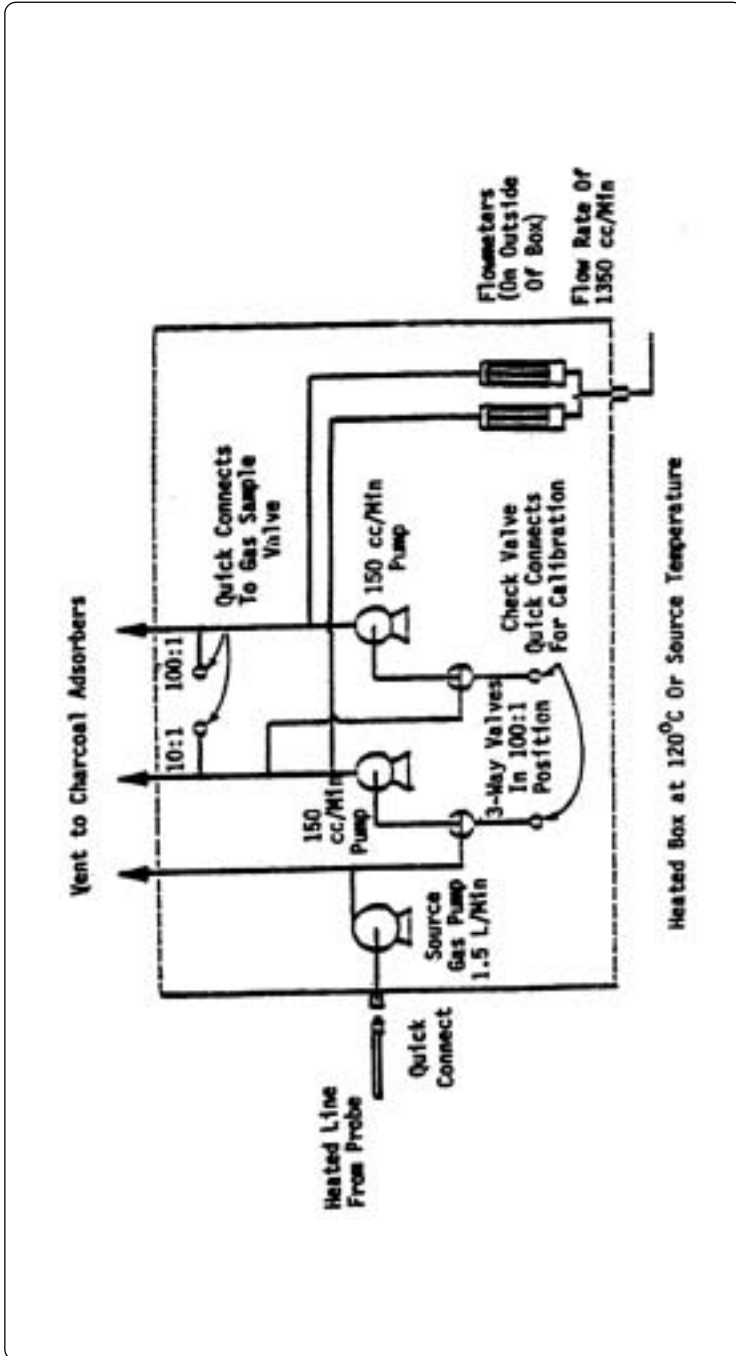 Vent to Charcoal Adsorbers
Heated Line
From Probe
Quick
Connect
Source
Gas Pump
1.5 L/Min
10:1
100:1
Quick Connects
To Gas Sample
Valve
150
cc/Min
Pump
150 cc/Min
Pump
3-Way Valves
In 100:1
Position
Check Valve
Quick Connects
For Calibration
Flowmeters
(On Outside
Of Box)
Flow Rate Of
1350 cc/Min
Heated Box at 120°C Or Source Temperature